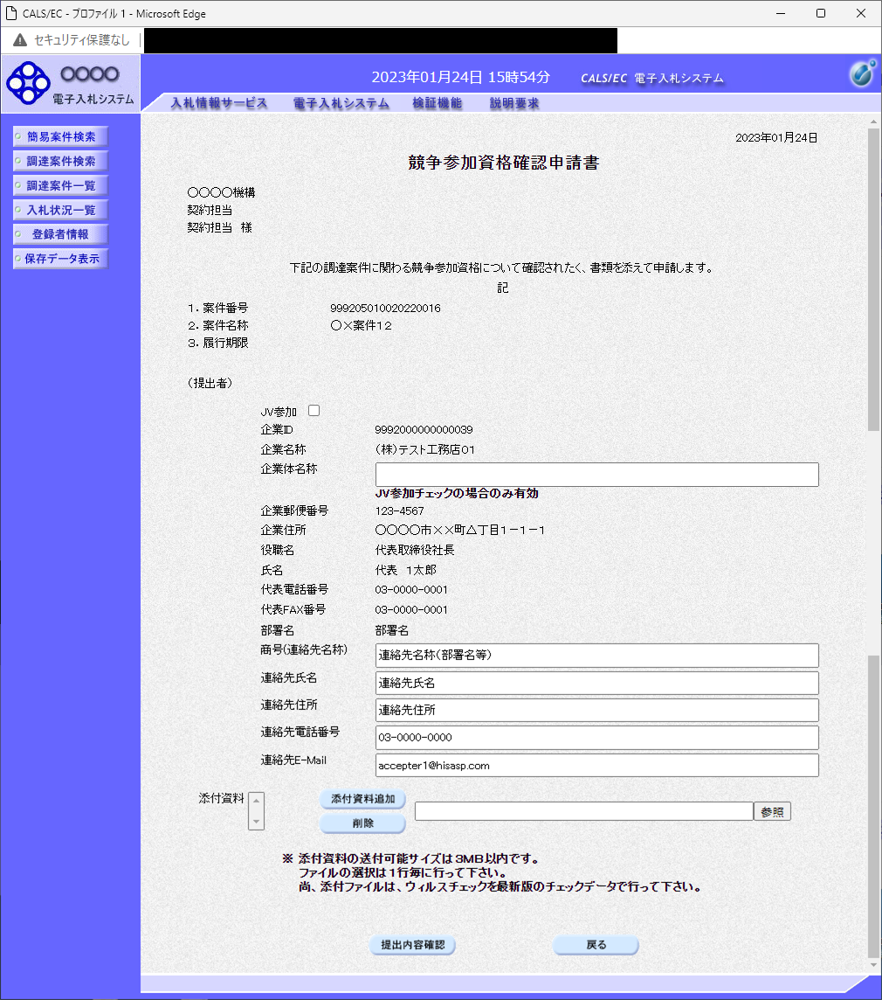 CALS/EC - プロファイル 1 - Microsoft Edge
セキュリティ保護なし
〇〇〇〇
電子入札システム
2023年01月24日 15時54分
CALS/EC 電子入札システム
入札情報サービス 電子入札システム 検証機能 説明要求
簡易案件検索
調達案件検索
調達案件一覧
入札状況一覧
登録者情報
保存データ表示
2023年01月24日
競争参加資格確認申請書
〇〇〇〇機構
契約担当
契約担当 様
下記の調達案件に関わる競争参加資格について確認されたく、書類を添えて申請します。
記
1．案件番号 999205010020220016
2．案件名称 〇×案件１２
3．履行期限
（提出者）
JV参加
企業ID 9992000000000039
企業名称 （株）テスト工務店０１
企業体名称
JV参加チェックの場合のみ有効
企業郵便番号 123-4567
企業住所 〇〇〇〇市××町△丁目１－１－１
役職名 代表取締役社長
氏名 代表　1太郎
代表電話番号 03-0000-0001
代表FAX番号 03-0000-0001
部署名 部署名
商号(連絡先名称) 連絡先名称（部署名等）
連絡先氏名 連絡先氏名
連絡先住所 連絡先住所
連絡先電話番号 03-0000-0000
連絡先E-Mail accepter1@hisasp.com
添付資料 添付資料追加 参照
削除
※ 添付資料の送付可能サイズは３ＭＢ以内です。
ファイルの選択は１行毎に行って下さい。
尚、添付ファイルは、ウィルスチェックを最新版のチェックデータで行って下さい。
提出内容確認 戻る